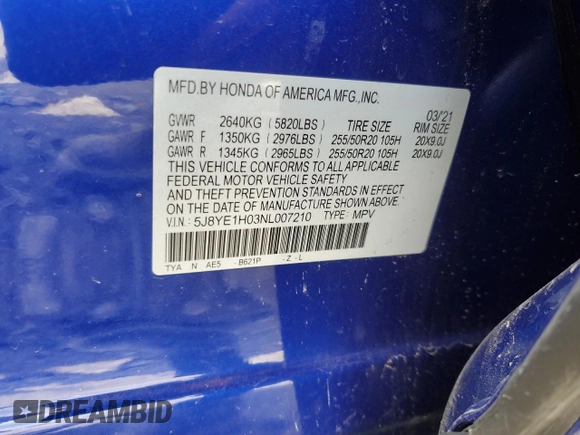 MFD.BY HONDA OF AMERICA MFG.,INC.
03/'21
GVWR 2640KG (5820LBS) TIRE SIZE RIM SIZE
GAWR F 1350KG (2976LBS) 255/50R20 105H 20X9.0J
GAWR R 1345KG (2965LBS) 255/50R20 105H 20X9.0J
THIS VEHICLE CONFORMS TO ALL APPLICABLE
FEDERAL MOTOR VEHICLE SAFETY
AND THEFT PREVENTION STANDARDS IN EFFECT
ON THE DATE OF MANUFACTURE SHOWN ABOVE.
V.I.N.: 5J8YE1H03NL007210 TYPE: MPV
TYA N AE5 -B621P -Z -L
DREAMBID